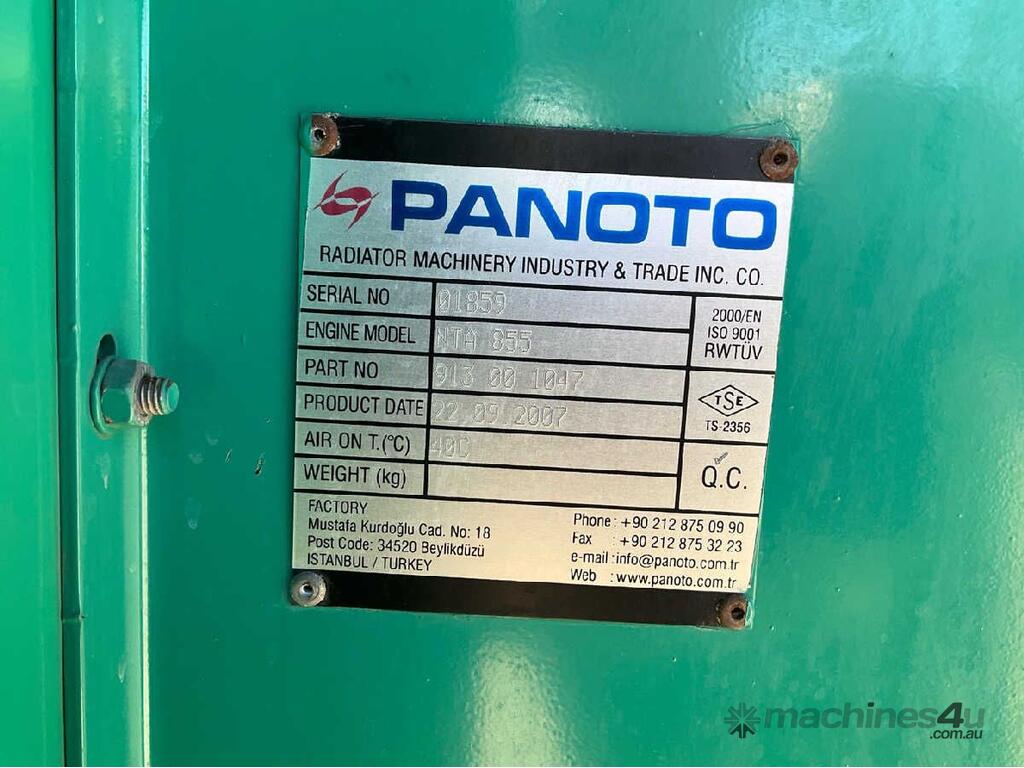 PANOTO
RADIATOR MACHINERY INDUSTRY & TRADE INC. CO.
SERIAL NO 01859
ENGINE MODEL NTA 855
PART NO 913 00 1047
PRODUCT DATE 22.09.2007
AIR ON T.(°C) 40C
WEIGHT (kg)
2000/EN
ISO 9001
RWTÜV
TSE
TS-2356
Q.C.
FACTORY
Mustafa Kurdoğlu Cad. No: 18
Post Code: 34520 Beylikdüzü
ISTANBUL / TURKEY
Phone : +90 212 875 09 90
Fax : +90 212 875 32 23
e-mail : info@panoto.com.tr
Web : www.panoto.com.tr
machines4u
.com.au